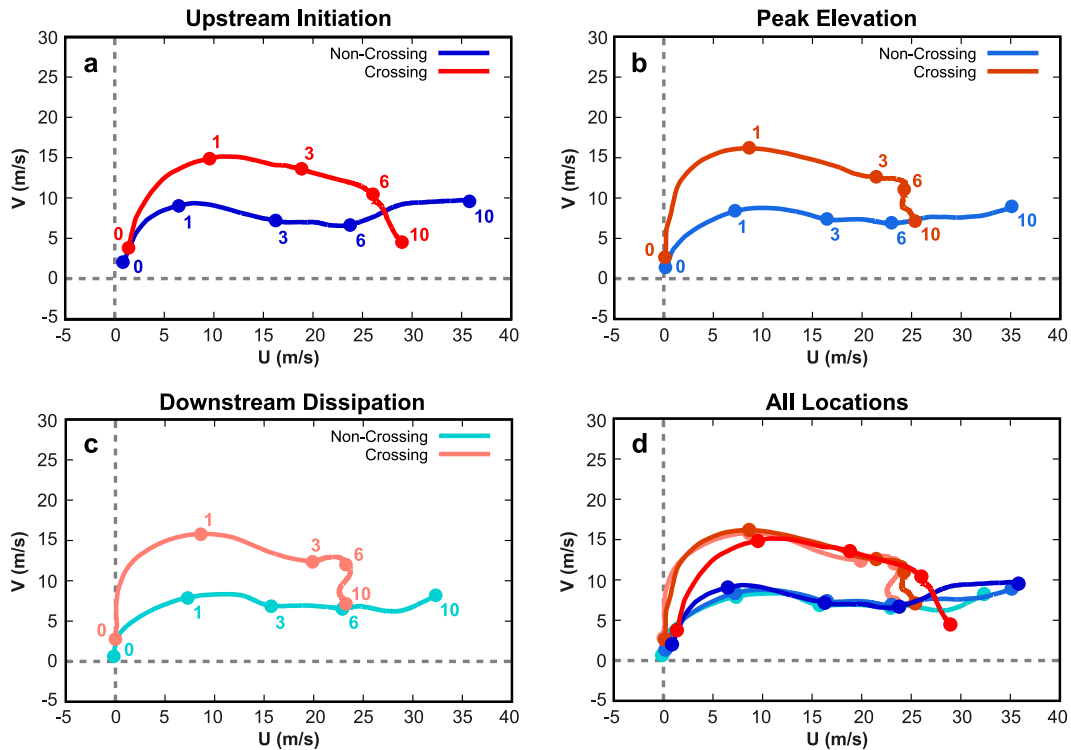 Upstream Initiation
a
Non-Crossing
Crossing
30
25
20
15
10
5
0
-5
V (m/s)
0
1
3
6
10
0
1
3
6
10
-5 0 5 10 15 20 25 30 35 40
U (m/s)
Peak Elevation
b
Non-Crossing
Crossing
30
25
20
15
10
5
0
-5
V (m/s)
0
1
3
6
10
0
1
3
6
10
-5 0 5 10 15 20 25 30 35 40
U (m/s)
Downstream Dissipation
c
Non-Crossing
Crossing
30
25
20
15
10
5
0
-5
V (m/s)
0
1
3
6
10
0
1
3
6
10
-5 0 5 10 15 20 25 30 35 40
U (m/s)
All Locations
d
30
25
20
15
10
5
0
-5
V (m/s)
-5 0 5 10 15 20 25 30 35 40
U (m/s)